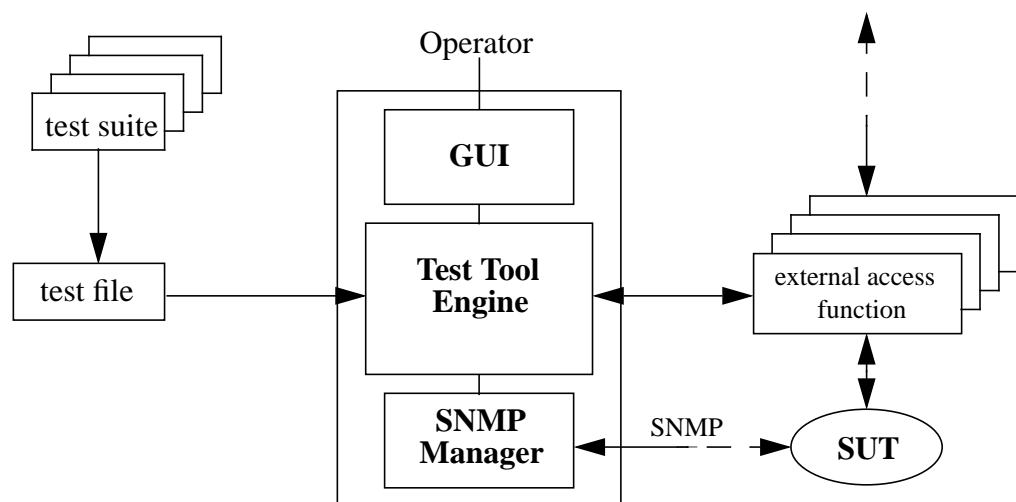 Operator
test suite
GUI
test file
Test Tool
Engine
external access
function
SNMP
Manager
SNMP
SUT